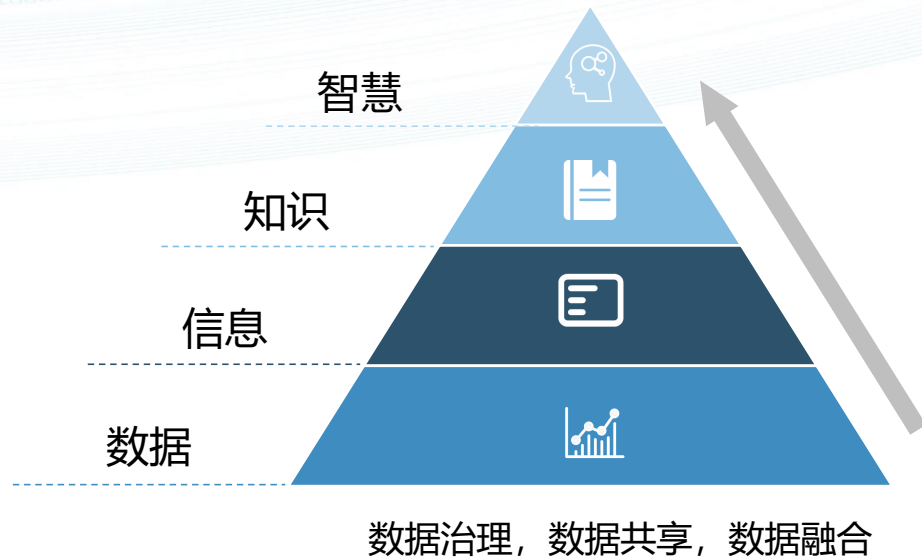 智慧
知识
信息
数据
数据治理，数据共享，数据融合